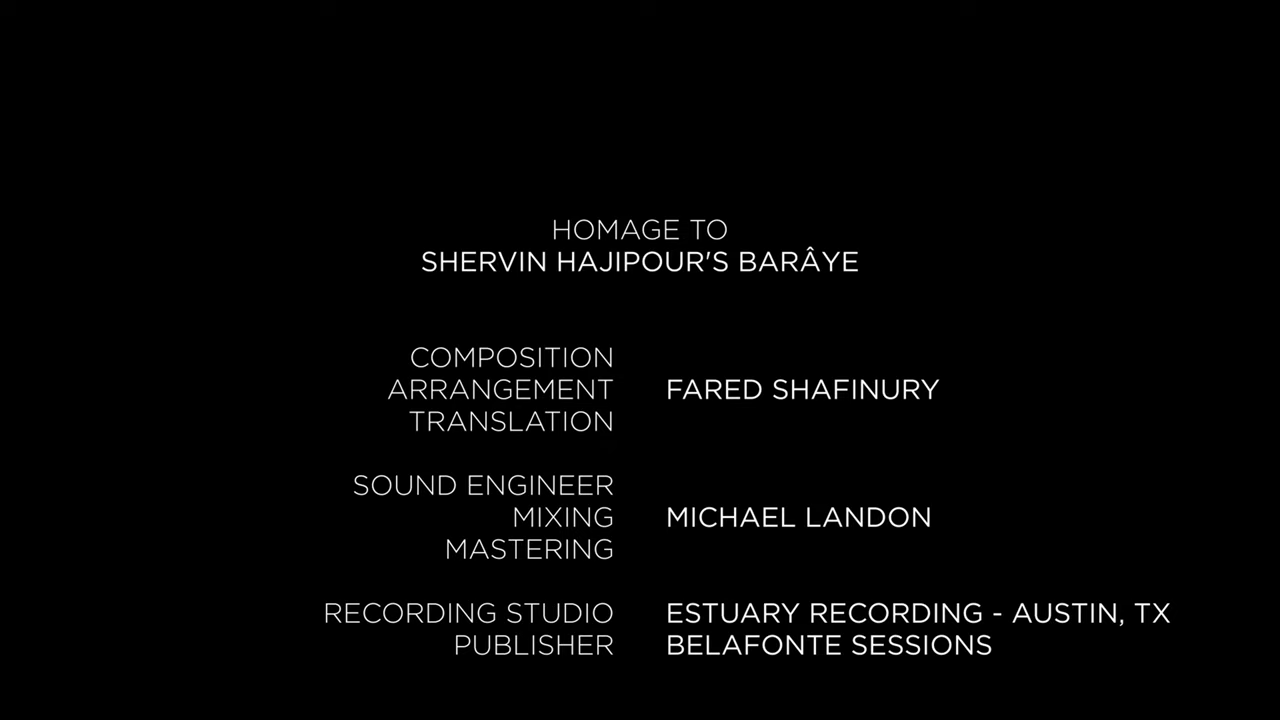 HOMAGE TO
SHERVIN HAJIPOUR'S BARÂYE
COMPOSITION
ARRANGEMENT FARED SHAFINURY
TRANSLATION
SOUND ENGINEER
MIXING MICHAEL LANDON
MASTERING
RECORDING STUDIO ESTUARY RECORDING - AUSTIN, TX
PUBLISHER BELAFONTE SESSIONS